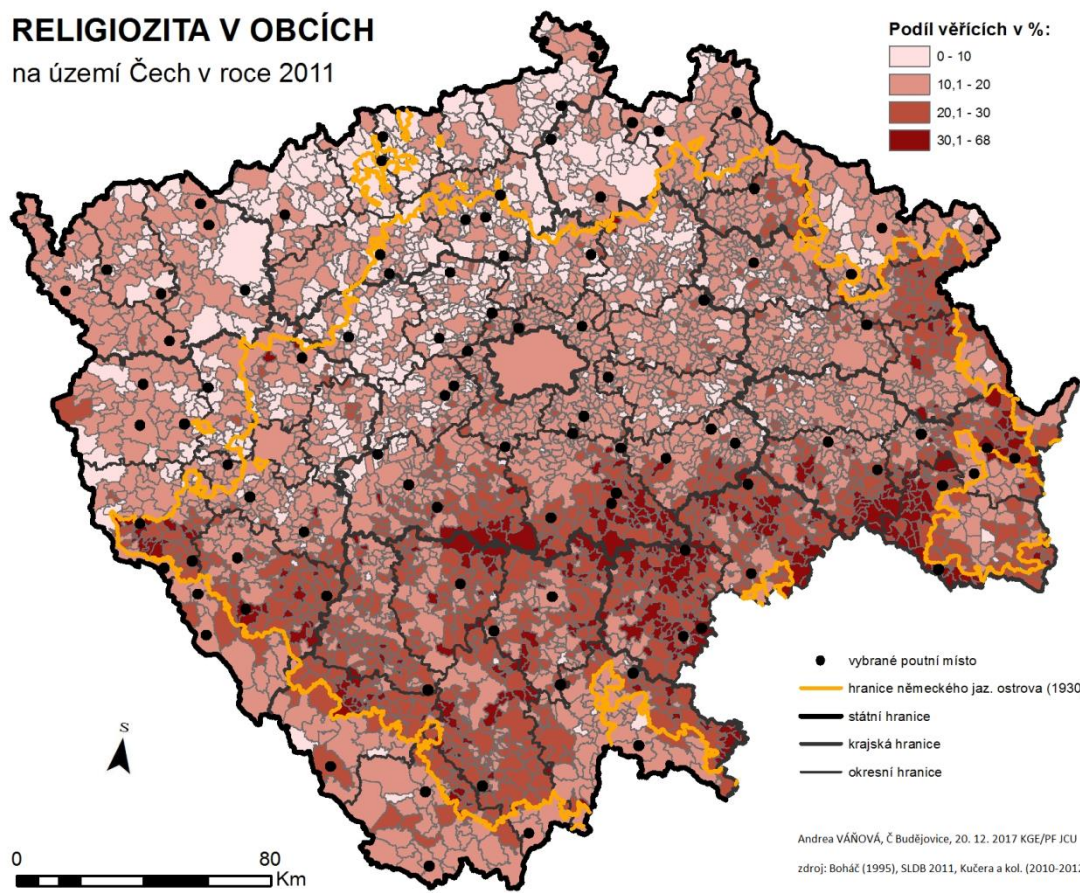 RELIGIOZITA V OBCÍCH
na území Čech v roce 2011
Podíl věřících v %:
0 - 10
10,1 - 20
20,1 - 30
30,1 - 68
vybrané poutní místo
hranice německého jaz. ostrova (1930
státní hranice
krajská hranice
okresní hranice
S
0 80
Km
Andrea VÁŇOVÁ, Č Budějovice, 20. 12. 2017 KGE/PF JCU
zdroj: Boháč (1995), SLDB 2011, Kučera a kol. (2010-2012